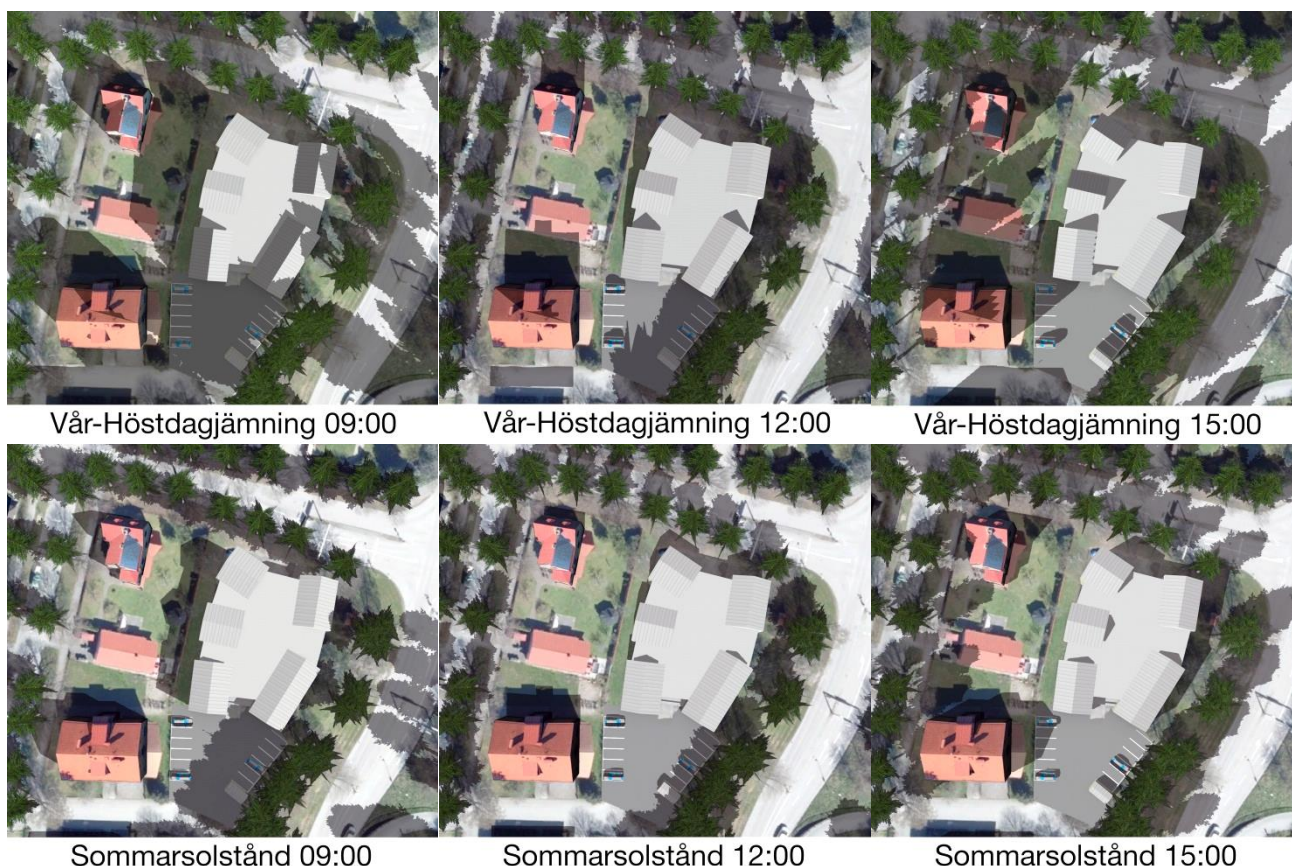 Vår-Höstdagjämning 09:00
Vår-Höstdagjämning 12:00
Vår-Höstdagjämning 15:00
Sommarsolstånd 09:00
Sommarsolstånd 12:00
Sommarsolstånd 15:00